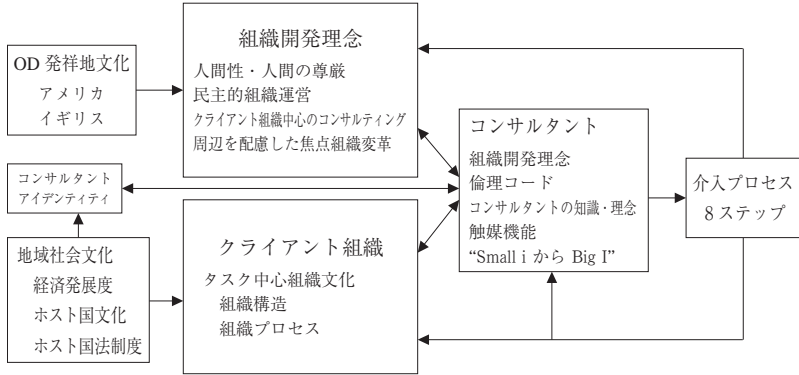 OD 発祥地文化
アメリカ
イギリス
組織開発理念
人間性・人間の尊厳
民主的組織運営
クライアント組織中心のコンサルティング
周辺を配慮した焦点組織変革
コンサルタント
アイデンティティ
地域社会文化
経済発展度
ホスト国文化
ホスト国法制度
クライアント組織
タスク中心組織文化
組織構造
組織プロセス
コンサルタント
組織開発理念
倫理コード
コンサルタントの知識・理念
触媒機能
“Small i から Big I”
介入プロセス
8 ステップ